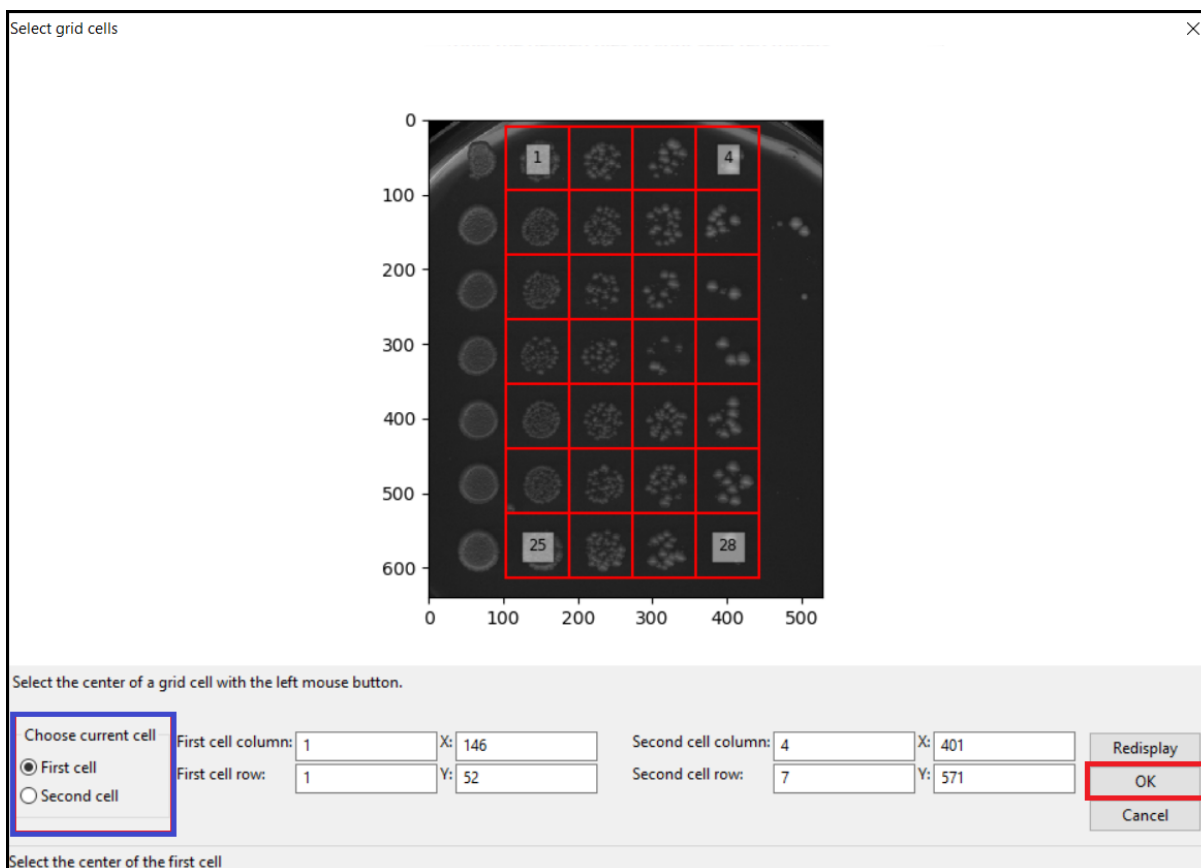 Select grid cells
0
1
4
100
200
300
400
500
25
28
600
0 100 200 300 400 500
Select the center of a grid cell with the left mouse button.
Choose current cell
First cell
Second cell
First cell column: 1 X: 146
First cell row: 1 Y: 52
Second cell column: 4 X: 401
Second cell row: 7 Y: 571
Redisplay
OK
Cancel
Select the center of the first cell